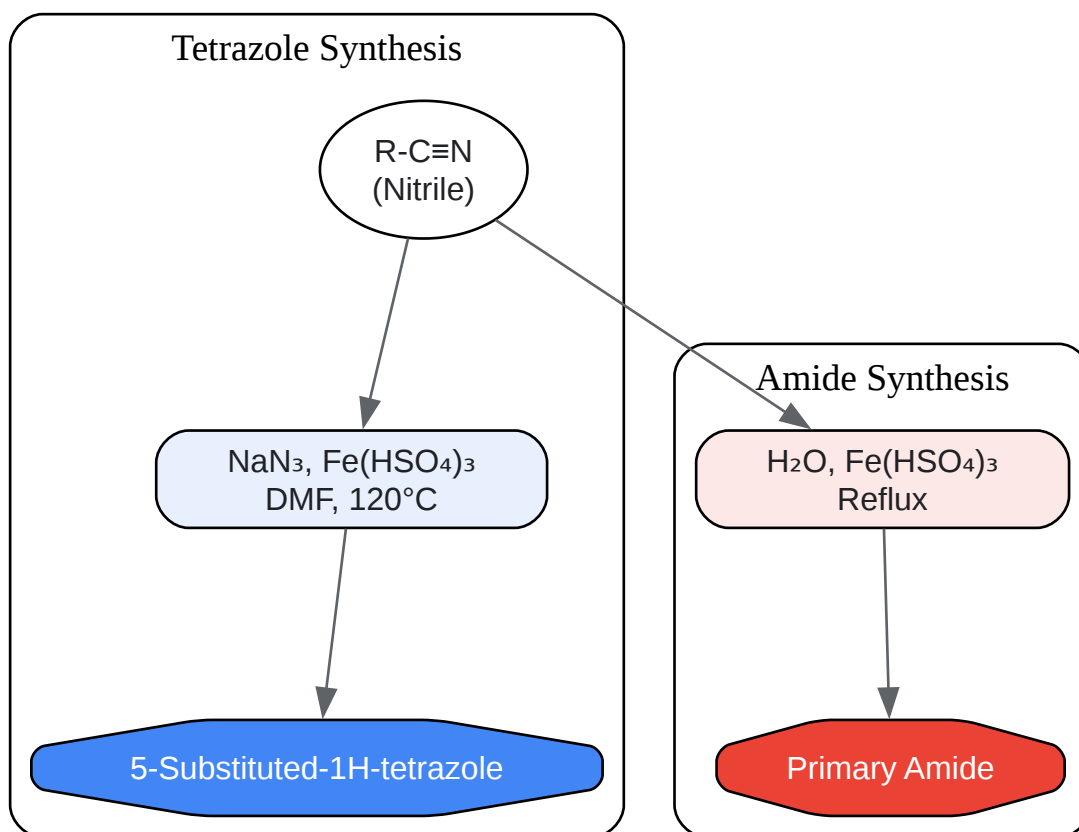 Tetrazole Synthesis
R-C≡N
(Nitrile)
Amide Synthesis
NaN₃, Fe(HSO₄)₃
DMF, 120°C
H₂O, Fe(HSO₄)₃
Reflux
5-Substituted-1H-tetrazole
Primary Amide